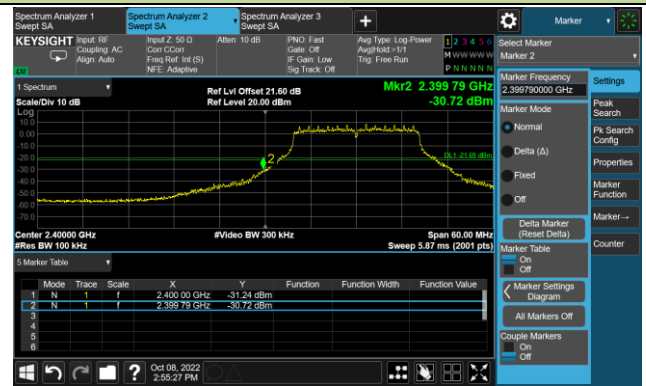 Spectrum Analyzer 1
Swept SA
Spectrum Analyzer 2
Swept SA
Spectrum Analyzer 3
Swept SA
+
Marker
KEYSIGHT
Input: RF
Coupling: AC
Align: Auto
Input Z: 50 Ω
Corr CCorr
Freq Ref: Int (S)
NFE: Adaptive
Atten: 10 dB
PNO: Fast
Gate: Off
IF Gain: Low
Sig Track: Off
Avg Type: Log-Power
Avg|Hold:>1/1
Trig: Free Run
1 2 3 4 5 6
M W W W W W
P N N N N N
Select Marker
Marker 2
1 Spectrum
Scale/Div 10 dB
Ref Lvl Offset 21.60 dB
Ref Level 20.00 dBm
Mkr2 2.399 79 GHz
-30.72 dBm
Log
10.0
0.00
-10.0
-20.0
-30.0
-40.0
-50.0
-60.0
-70.0
2
Center 2.40000 GHz
#Res BW 100 kHz
#Video BW 300 kHz
Span 60.00 MHz
Sweep 5.87 ms (2001 pts)
5 Marker Table
Mode Trace Scale X Y Function Function Width Function Value
1 N 1 f 2.400 00 GHz -31.24 dBm
2 N 1 f 2.399 79 GHz -30.72 dBm
3
4
5
6
Marker Frequency
2.399790000 GHz
Marker Mode
Normal
Delta (Δ)
Fixed
Off
Delta Marker
(Reset Delta)
Marker Table
On
Off
Marker Settings
Diagram
All Markers Off
Couple Markers
On
Off
Settings
Peak
Search
Pk Search
Config
Properties
Marker
Function
Marker→
Counter
?
Oct 08, 2022
2:55:27 PM